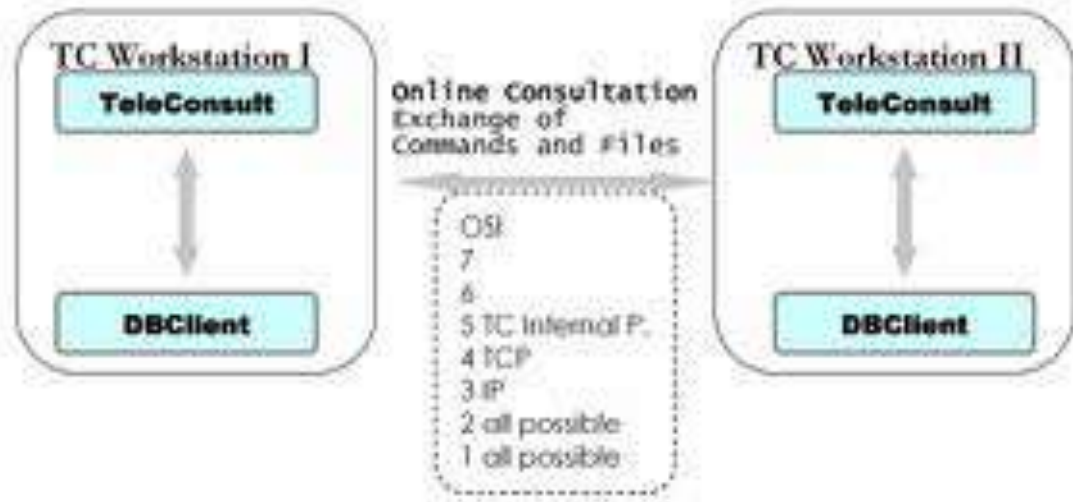 TC Workstation I
TeleConsult
DBClient
Online Consultation
Exchange of
Commands and Files
OSI
7
6
5 TC Internal P.
4 TCP
3 IP
2 all possible
1 all possible
TC Workstation II
TeleConsult
DBClient